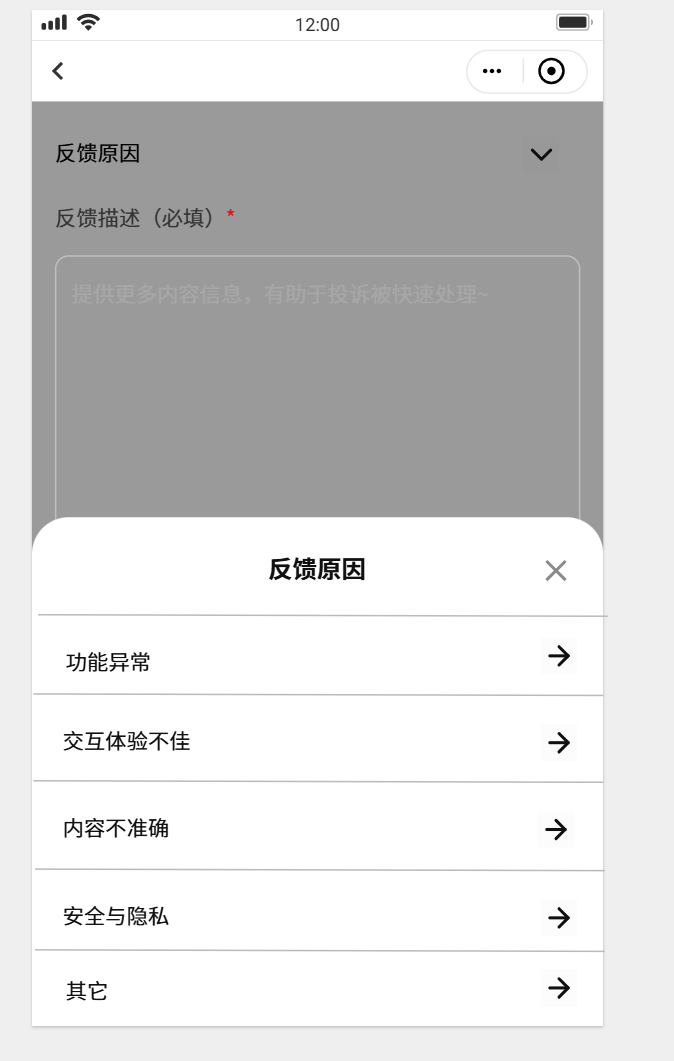 12:00
反馈原因
反馈描述（必填）*
提供更多内容信息，有助于投诉被快速处理~
反馈原因
功能异常
交互体验不佳
内容不准确
安全与隐私
其它